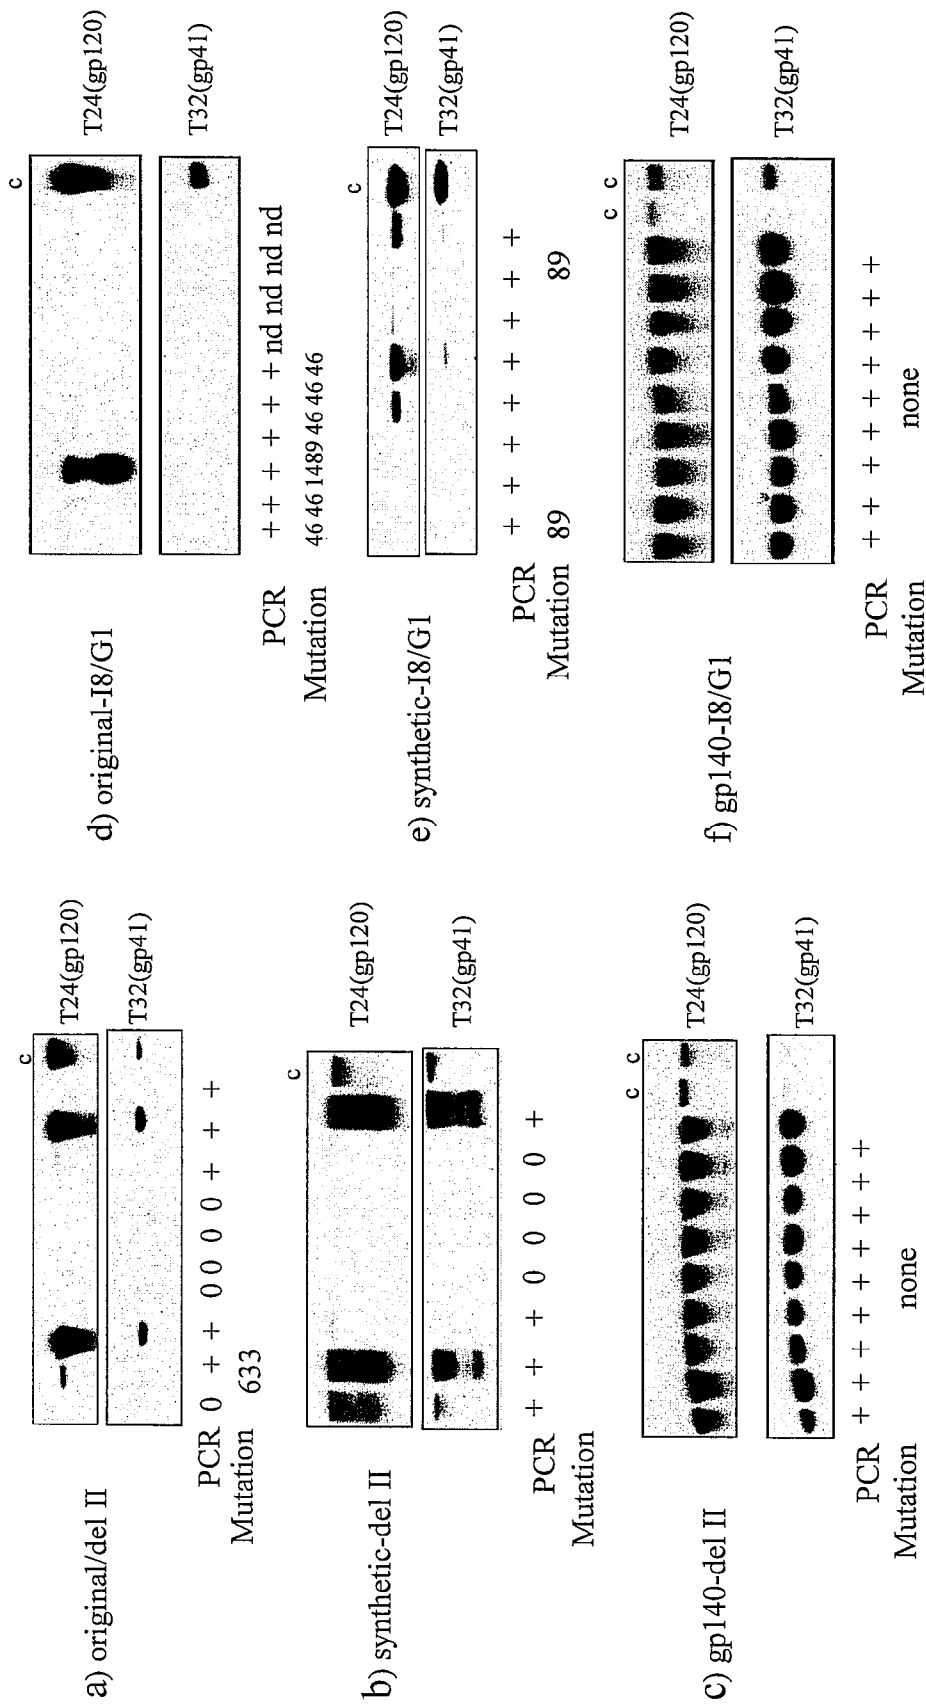 a) original/del II
c
T24(gp120)
T32(gp41)
PCR 0 + + 0 0 0 0 + + +
Mutation 633
b) synthetic-del II
c
T24(gp120)
T32(gp41)
PCR + + + 0 0 0 0 +
Mutation
c) gp140-del II
c c
T24(gp120)
T32(gp41)
PCR + + + + + + + +
Mutation none
d) original-I8/G1
c
T24(gp120)
T32(gp41)
PCR + + + + + + nd nd nd nd
Mutation 46 46 1489 46 46 46
e) synthetic-I8/G1
c
T24(gp120)
T32(gp41)
PCR + + + + + + + +
Mutation 89 89
f) gp140-I8/G1
c c
T24(gp120)
T32(gp41)
PCR + + + + + + + +
Mutation none